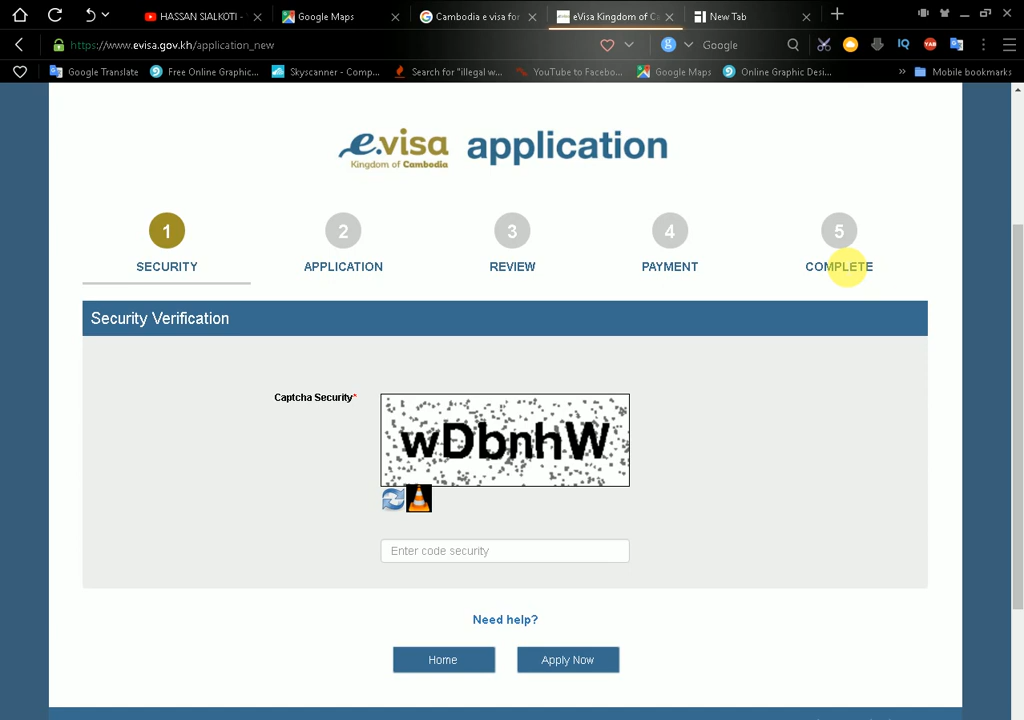 HASSAN SIALKOTI - 
Google Maps
Cambodia e visa for
eVisa Kingdom of Ca
New Tab
https://www.evisa.gov.kh/application_new
Google
IQ
Google Translate
Free Online Graphic...
Skyscanner - Comp...
Search for "illegal w...
YouTube to Facebo...
Google Maps
Online Graphic Desi...
Mobile bookmarks
e.visa application
Kingdom of Cambodia
1 2 3 4 5
SECURITY APPLICATION REVIEW PAYMENT COMPLETE
Security Verification
Captcha Security*
wDbnhW
Enter code security
Need help?
Home Apply Now